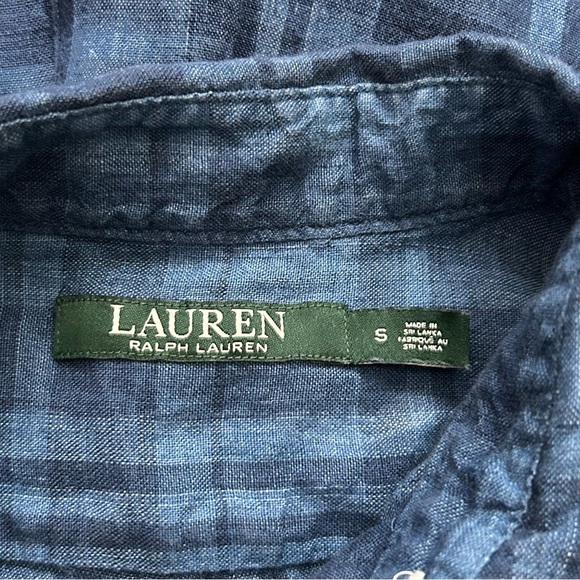 LAUREN
RALPH LAUREN
S
MADE IN
SRI LANKA
FABRIQUÉ AU
SRI LANKA